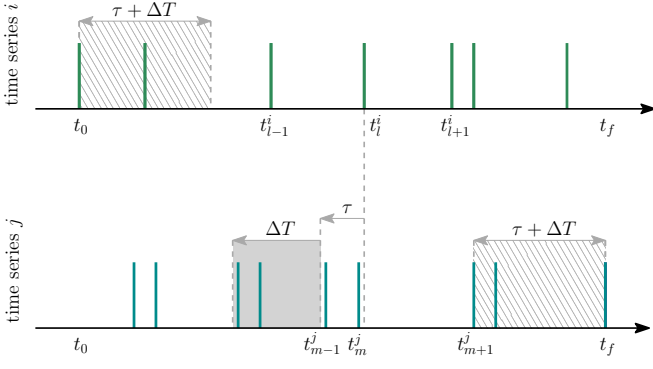 time series i
τ + ΔT
t_0 t^i_{l−1} t^i_l t^i_{l+1} t_f
time series j
ΔT τ τ + ΔT
t_0 t^j_{m−1} t^j_m t^j_{m+1} t_f